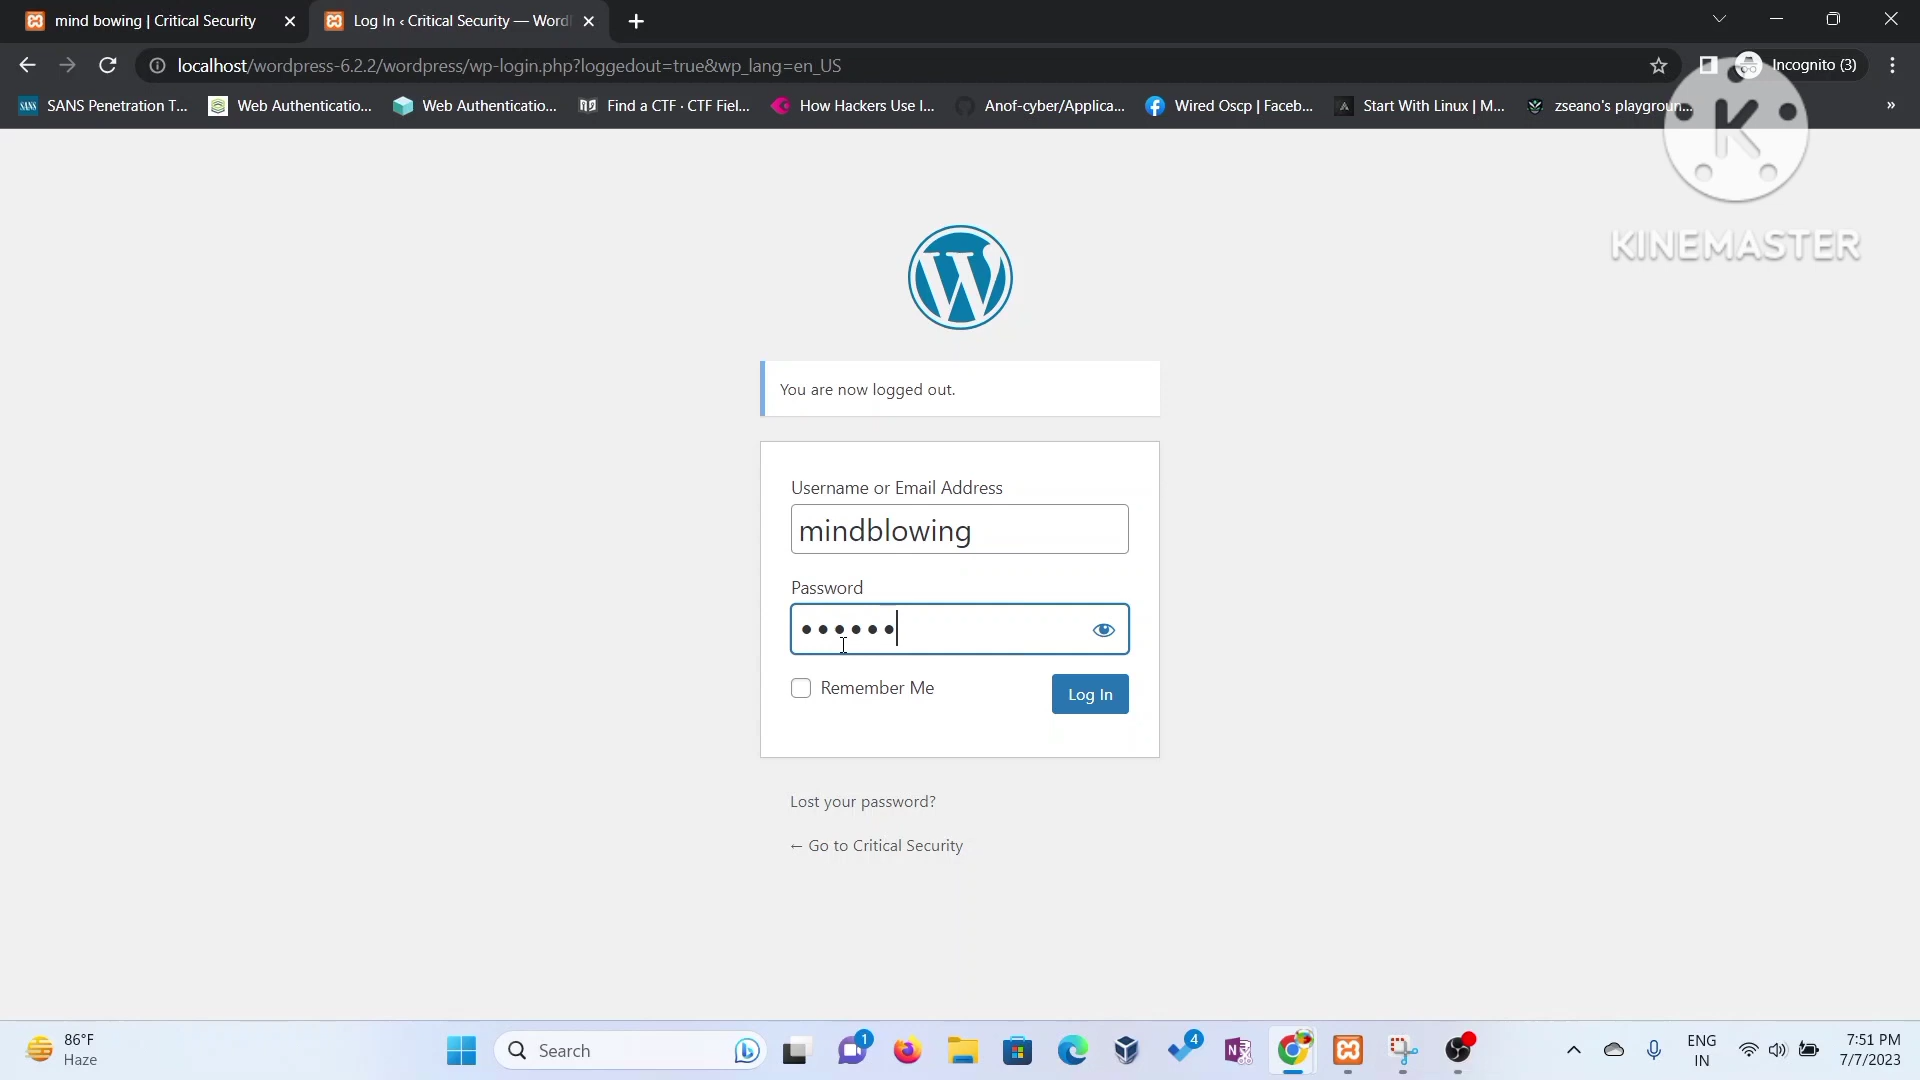 mind bowing | Critical Security
Log In ‹ Critical Security — Word
localhost/wordpress-6.2.2/wordpress/wp-login.php?loggedout=true&wp_lang=en_US
Incognito (3)
SANS
SANS Penetration T...
Web Authenticatio...
Web Authenticatio...
Find a CTF · CTF Fiel...
How Hackers Use I...
Anof-cyber/Applica...
Wired Oscp | Faceb...
Start With Linux | M...
zseano's playgroun...
»
K
KINEMASTER
You are now logged out.
Username or Email Address
mindblowing
Password
••••••
Remember Me
Log In
Lost your password?
← Go to Critical Security
86°F
Haze
Search
1
4
ENG
IN
7:51 PM
7/7/2023